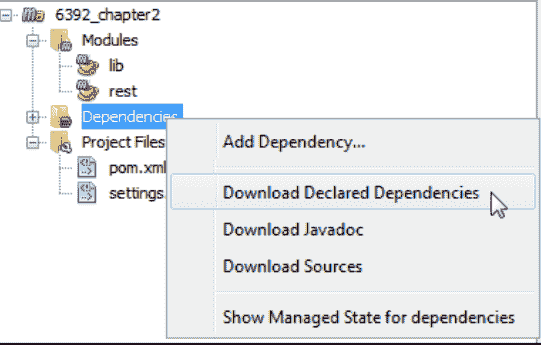 6392_chapter2
Modules
lib
rest
Dependencies
Project Files
pom.xml
settings.
Add Dependency...
Download Declared Dependencies
Download Javadoc
Download Sources
Show Managed State for dependencies